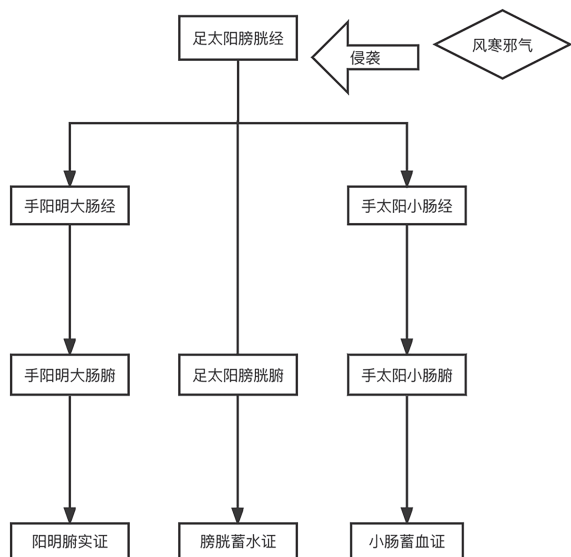 足太阳膀胱经
侵袭
风寒邪气
手阳明大肠经
手太阳小肠经
手阳明大肠腑
足太阳膀胱腑
手太阳小肠腑
阳明腑实证
膀胱蓄水证
小肠蓄血证